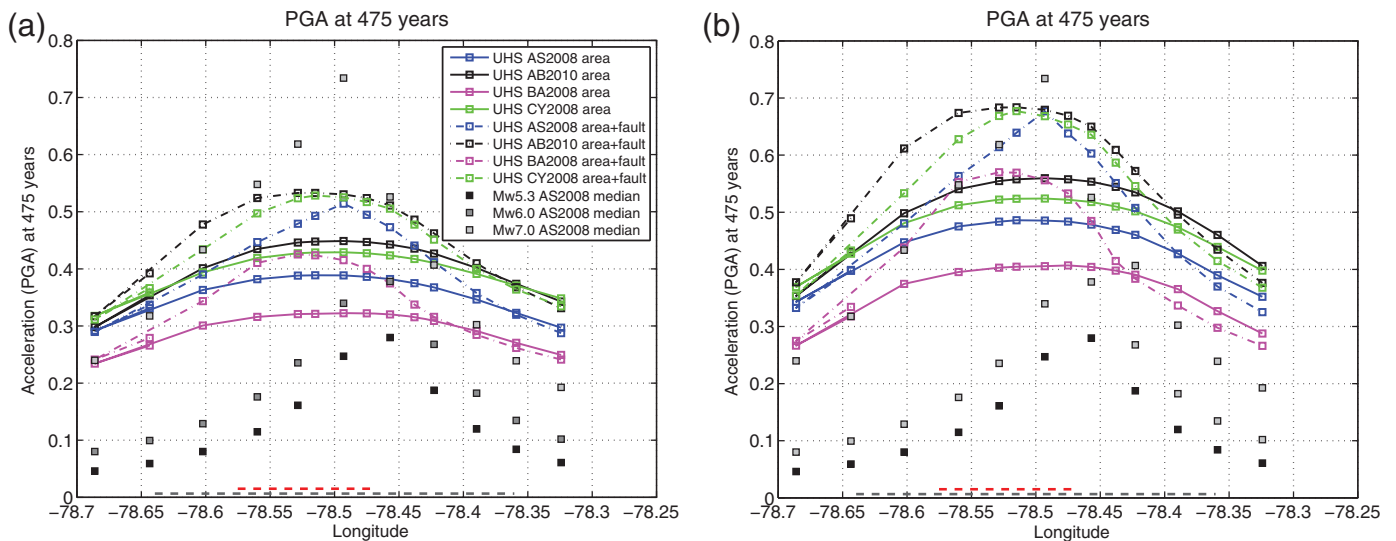 (a)
PGA at 475 years
Acceleration (PGA) at 475 years
0.8
0.7
0.6
0.5
0.4
0.3
0.2
0.1
0
UHS AS2008 area
UHS AB2010 area
UHS BA2008 area
UHS CY2008 area
UHS AS2008 area+fault
UHS AB2010 area+fault
UHS BA2008 area+fault
UHS CY2008 area+fault
Mw5.3 AS2008 median
Mw6.0 AS2008 median
Mw7.0 AS2008 median
−78.7 −78.65 −78.6 −78.55 −78.5 −78.45 −78.4 −78.35 −78.3 −78.25
Longitude
(b)
PGA at 475 years
Acceleration (PGA) at 475 years
0.8
0.7
0.6
0.5
0.4
0.3
0.2
0.1
0
−78.7 −78.65 −78.6 −78.55 −78.5 −78.45 −78.4 −78.35 −78.3 −78.25
Longitude